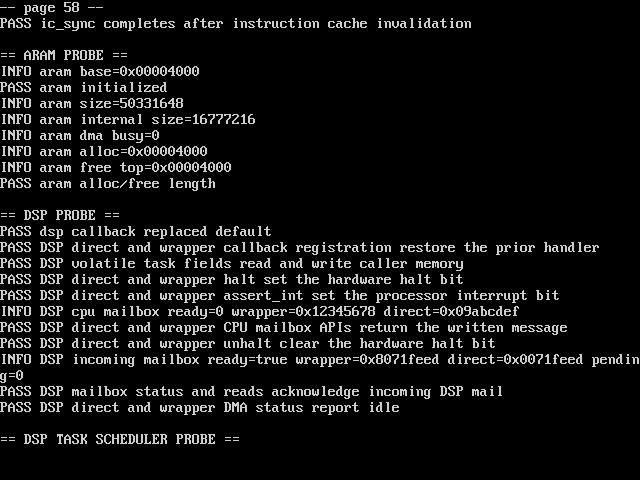 -- page 58 --
PASS ic_sync completes after instruction cache invalidation
== ARAM PROBE ==
INFO aram base=0x00004000
PASS aram initialized
INFO aram size=50331648
INFO aram internal size=16777216
INFO aram dma busy=0
INFO aram alloc=0x00004000
INFO aram free top=0x00004000
PASS aram alloc/free length
== DSP PROBE ==
PASS dsp callback replaced default
PASS DSP direct and wrapper callback registration restore the prior handler
PASS DSP volatile task fields read and write caller memory
PASS DSP direct and wrapper halt set the hardware halt bit
PASS DSP direct and wrapper assert_int set the processor interrupt bit
INFO DSP cpu mailbox ready=0 wrapper=0x12345678 direct=0x09abcdef
PASS DSP direct and wrapper CPU mailbox APIs return the written message
PASS DSP direct and wrapper unhalt clear the hardware halt bit
INFO DSP incoming mailbox ready=true wrapper=0x8071feed direct=0x0071feed pendin
g=0
PASS DSP mailbox status and reads acknowledge incoming DSP mail
PASS DSP direct and wrapper DMA status report idle
== DSP TASK SCHEDULER PROBE ==